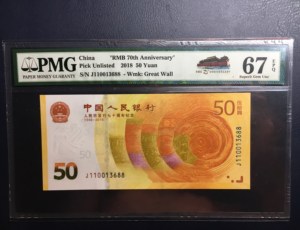 PMG
PAPER MONEY GUARANTY
China
"RMB 70th Anniversary"
Pick Unlisted 2018 50 Yuan
S/N J110013688 - Wmk: Great Wall
67 EPQ
Superb Gem Unc
中国人民银行
50
50
J110013688
J110013688